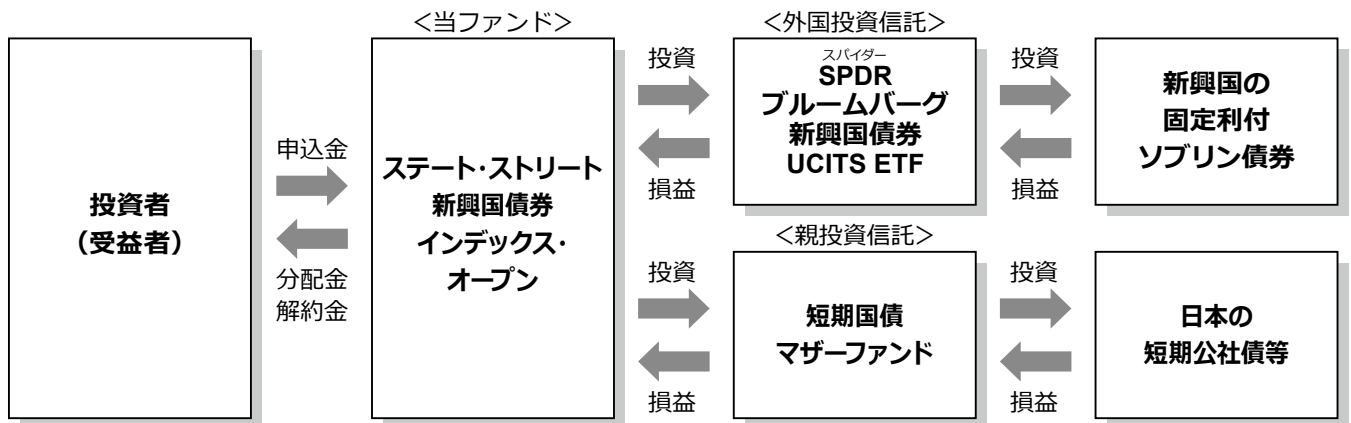 投資者
（受益者）
申込金
分配金
解約金
＜当ファンド＞
ステート・ストリート
新興国債券
インデックス・
オープン
投資
損益
＜外国投資信託＞
スパイダー
SPDR
ブルームバーグ
新興国債券
UCITS ETF
投資
損益
新興国の
固定利付
ソブリン債券
投資
損益
＜親投資信託＞
短期国債
マザーファンド
投資
損益
日本の
短期公社債等